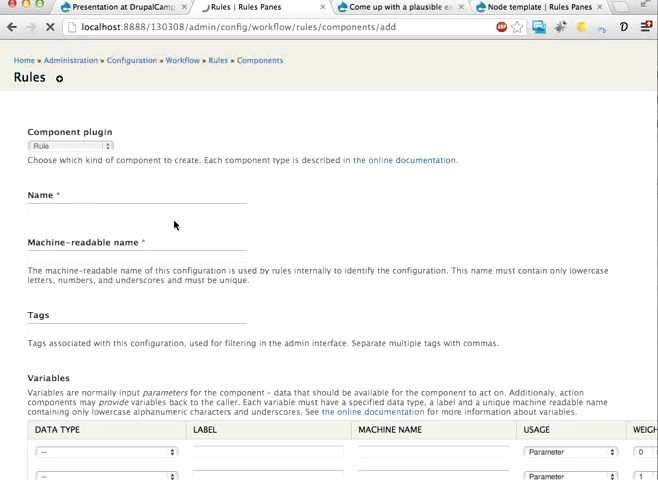 Presentation at DrupalCamp
Rules | Rules Panes
Come up with a plausible ex
Node template | Rules Panes
localhost:8888/130308/admin/config/workflow/rules/components/add
Home » Administration » Configuration » Workflow » Rules » Components
Rules
Component plugin
Rule
Choose which kind of component to create. Each component type is described in the online documentation.
Name *
Machine-readable name *
The machine-readable name of this configuration is used by rules internally to identify the configuration. This name must contain only lowercase
letters, numbers, and underscores and must be unique.
Tags
Tags associated with this configuration, used for filtering in the admin interface. Separate multiple tags with commas.
Variables
Variables are normally input parameters for the component – data that should be available for the component to act on. Additionaly, action
components may provide variables back to the caller. Each variable must have a specified data type, a label and a unique machine readable name
containing only lowercase alphanumeric characters and underscores. See the online documentation for more information about variables.
DATA TYPE LABEL MACHINE NAME USAGE WEIGH
-- Parameter 0
-- Parameter 1